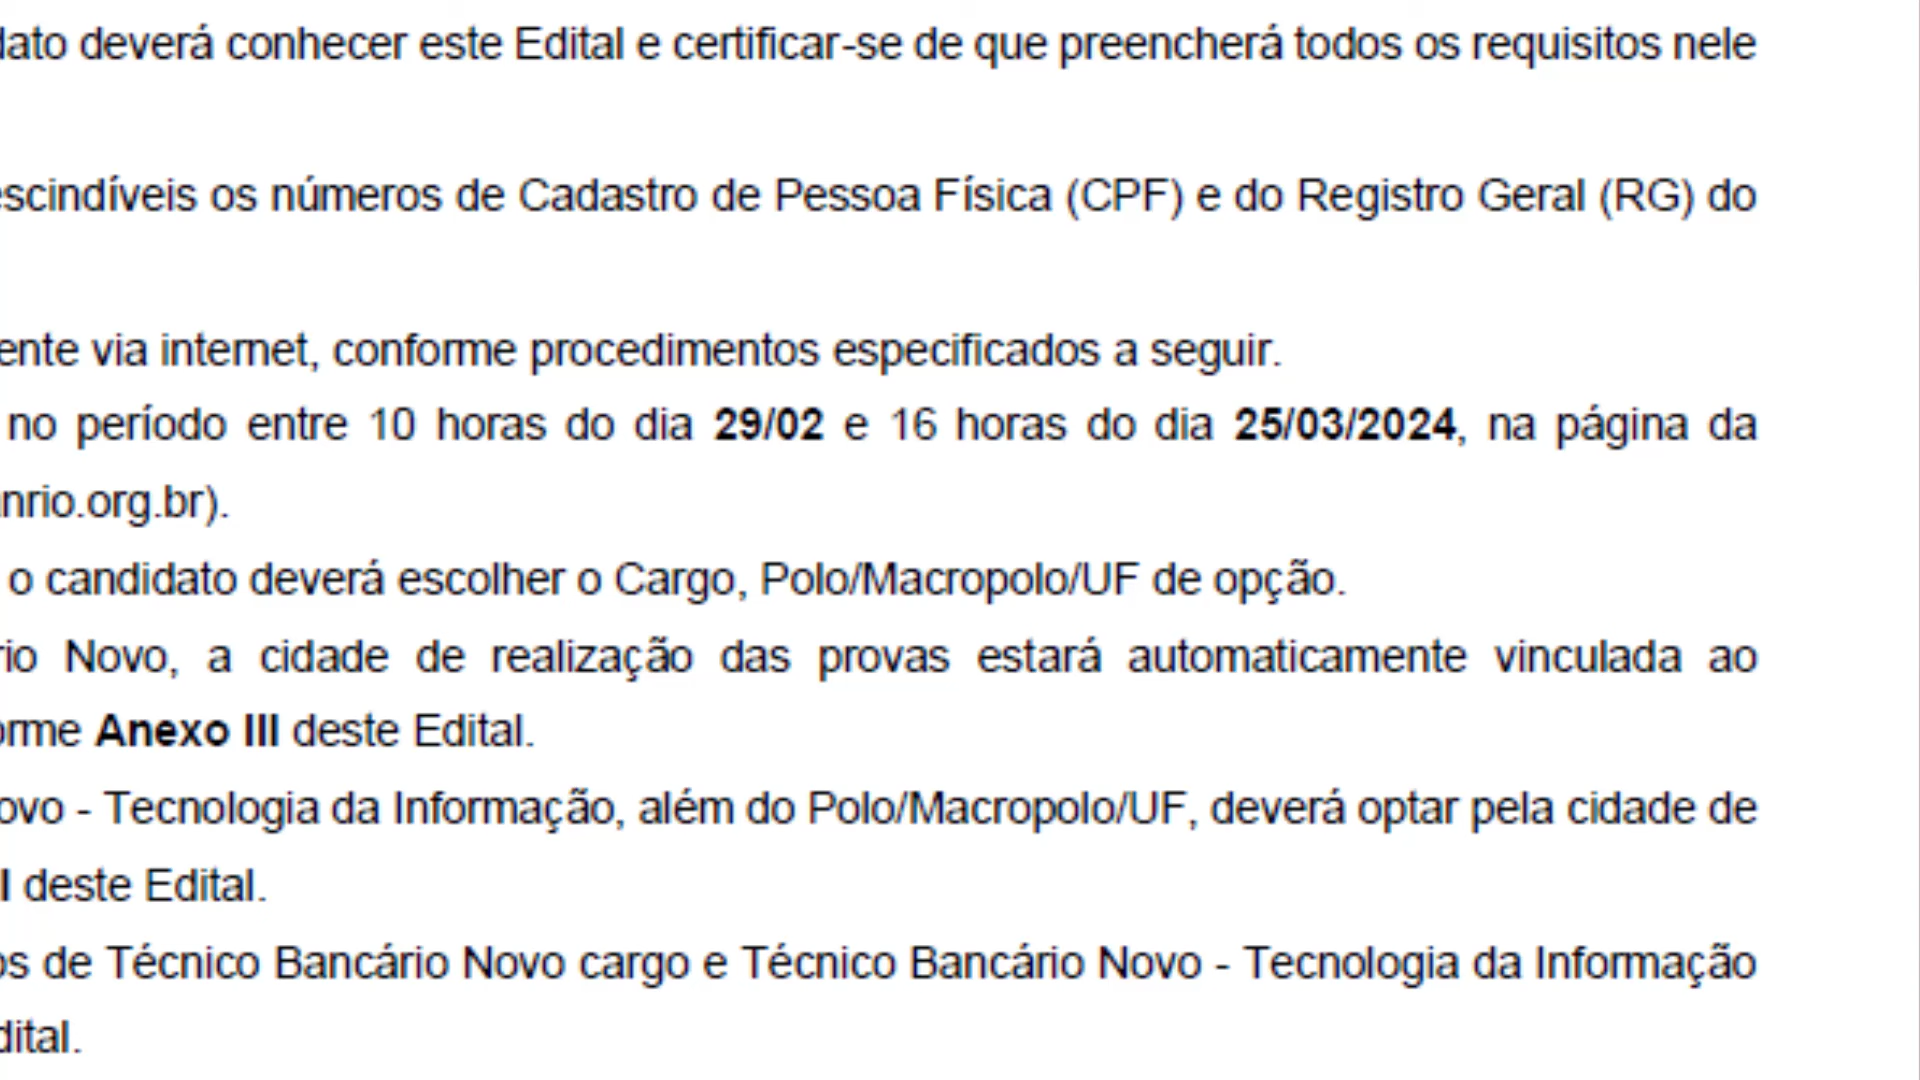 deverá conhecer este Edital e certificar-se de que preencherá todos os requisitos nele
os números de Cadastro de Pessoa Física (CPF) e do Registro Geral (RG) do
via internet, conforme procedimentos especificados a seguir.
no período entre 10 horas do dia 29/02 e 16 horas do dia 25/03/2024, na página da
nrio.org.br).
o candidato deverá escolher o Cargo, Polo/Macropolo/UF de opção.
rio Novo, a cidade de realização das provas estará automaticamente vinculada ao
orme Anexo III deste Edital.
ovo - Tecnologia da Informação, além do Polo/Macropolo/UF, deverá optar pela cidade de
I deste Edital.
os de Técnico Bancário Novo cargo e Técnico Bancário Novo - Tecnologia da Informação
dital.